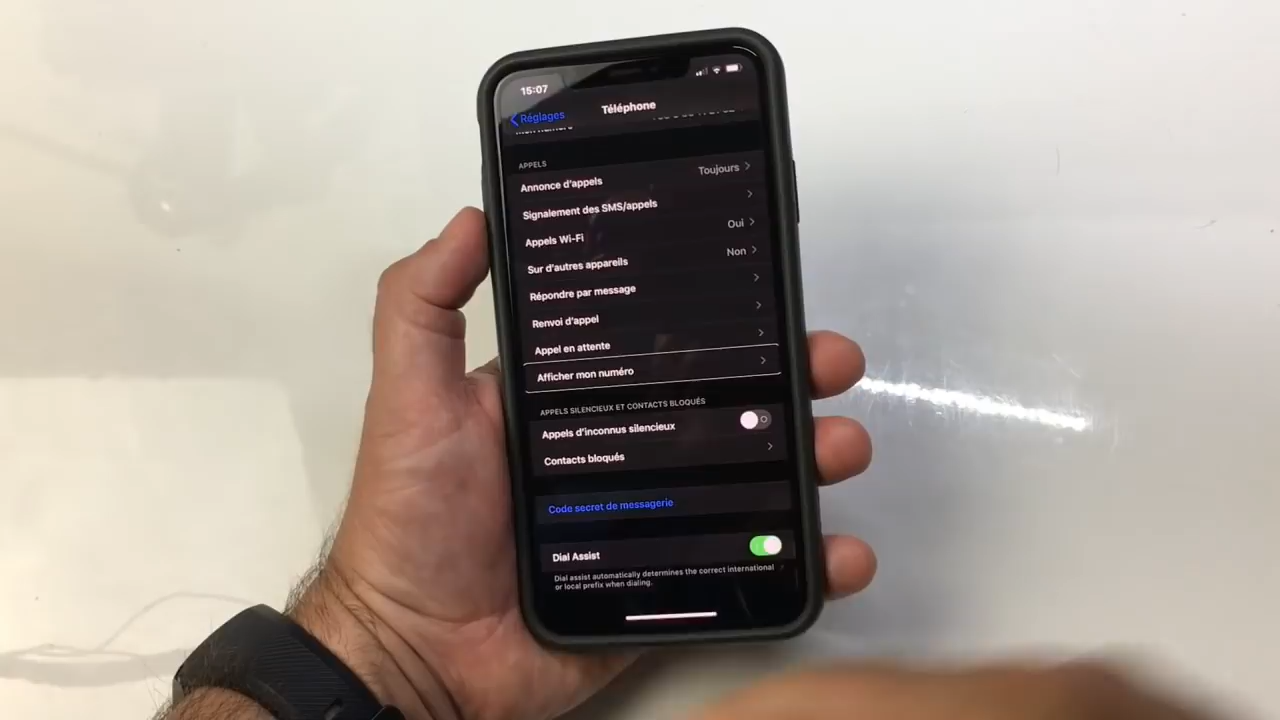 15:07
Réglages
Téléphone
Mon numéro
APPELS
Annonce d'appels
Toujours
Signalement des SMS/appels
Appels Wi-Fi
Oui
Sur d'autres appareils
Non
Répondre par message
Renvoi d'appel
Appel en attente
Afficher mon numéro
APPELS SILENCIEUX ET CONTACTS BLOQUÉS
Appels d'inconnus silencieux
Contacts bloqués
Code secret de messagerie
Dial Assist
Dial assist automatically determines the correct international
or local prefix when dialing.